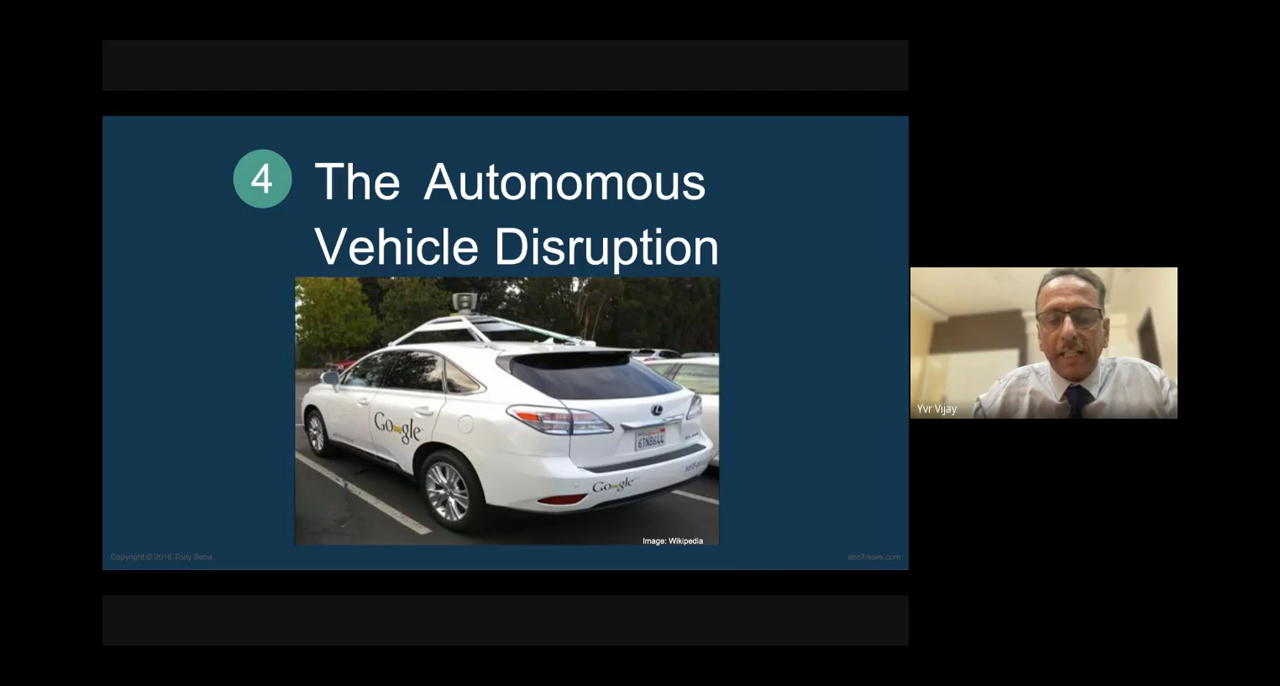 4
The Autonomous
Vehicle Disruption
Google
6TNB644
Google
Image: Wikipedia
Copyright © 2016 Tony Seba
abc7news.com
Yvr Vijay